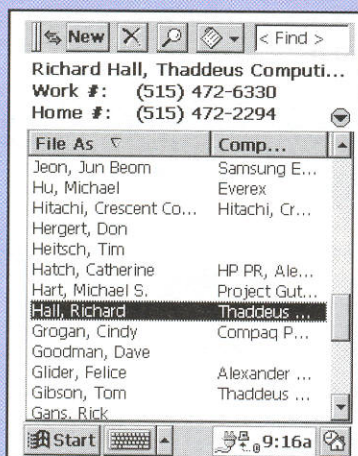 New < Find >
Richard Hall, Thaddeus Computi...
Work #: (515) 472-6330
Home #: (515) 472-2294
File As Comp...
Jeon, Jun Beom Samsung E...
Hu, Michael Everex
Hitachi, Crescent Co... Hitachi, Cr...
Hergert, Don
Heitsch, Tim
Hatch, Catherine HP PR, Ale...
Hart, Michael S. Project Gut...
Hall, Richard Thaddeus ...
Grogan, Cindy Compaq P...
Goodman, Dave
Glider, Felice Alexander ...
Gibson, Tom Thaddeus ...
Gans, Rick
Start 9:16a